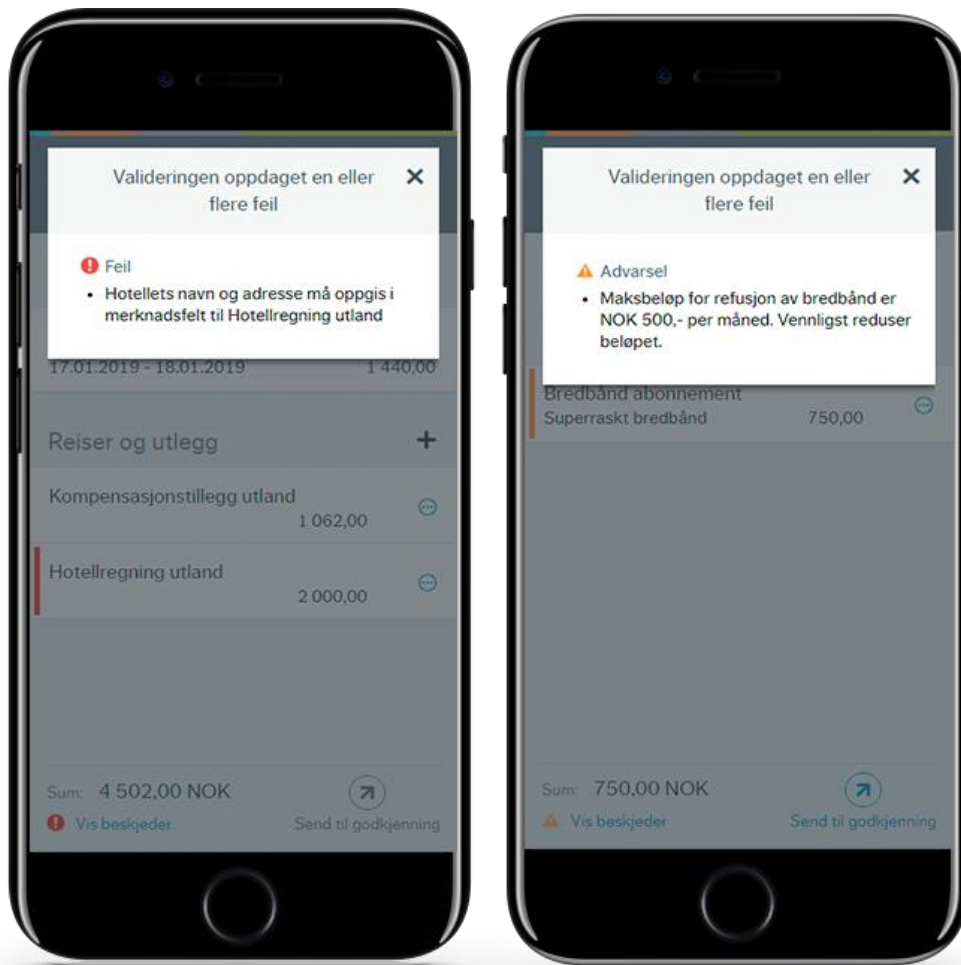 Valideringen oppdaget en eller
flere feil
Feil
• Hotellets navn og adresse må oppgis i
merknadsfelt til Hotellregning utland
17.01.2019 - 18.01.2019 1 440,00
Reiser og utlegg
Kompensasjonstillegg utland
1 062,00
Hotellregning utland
2 000,00
Sum: 4 502,00 NOK
Vis beskjeder Send til godkjenning
Valideringen oppdaget en eller
flere feil
Advarsel
• Maksbeløp for refusjon av bredbånd er
NOK 500,- per måned. Vennligst reduser
beløpet.
Bredbånd abonnement
Superraskt bredbånd 750,00
Sum: 750,00 NOK
Vis beskjeder Send til godkjenning